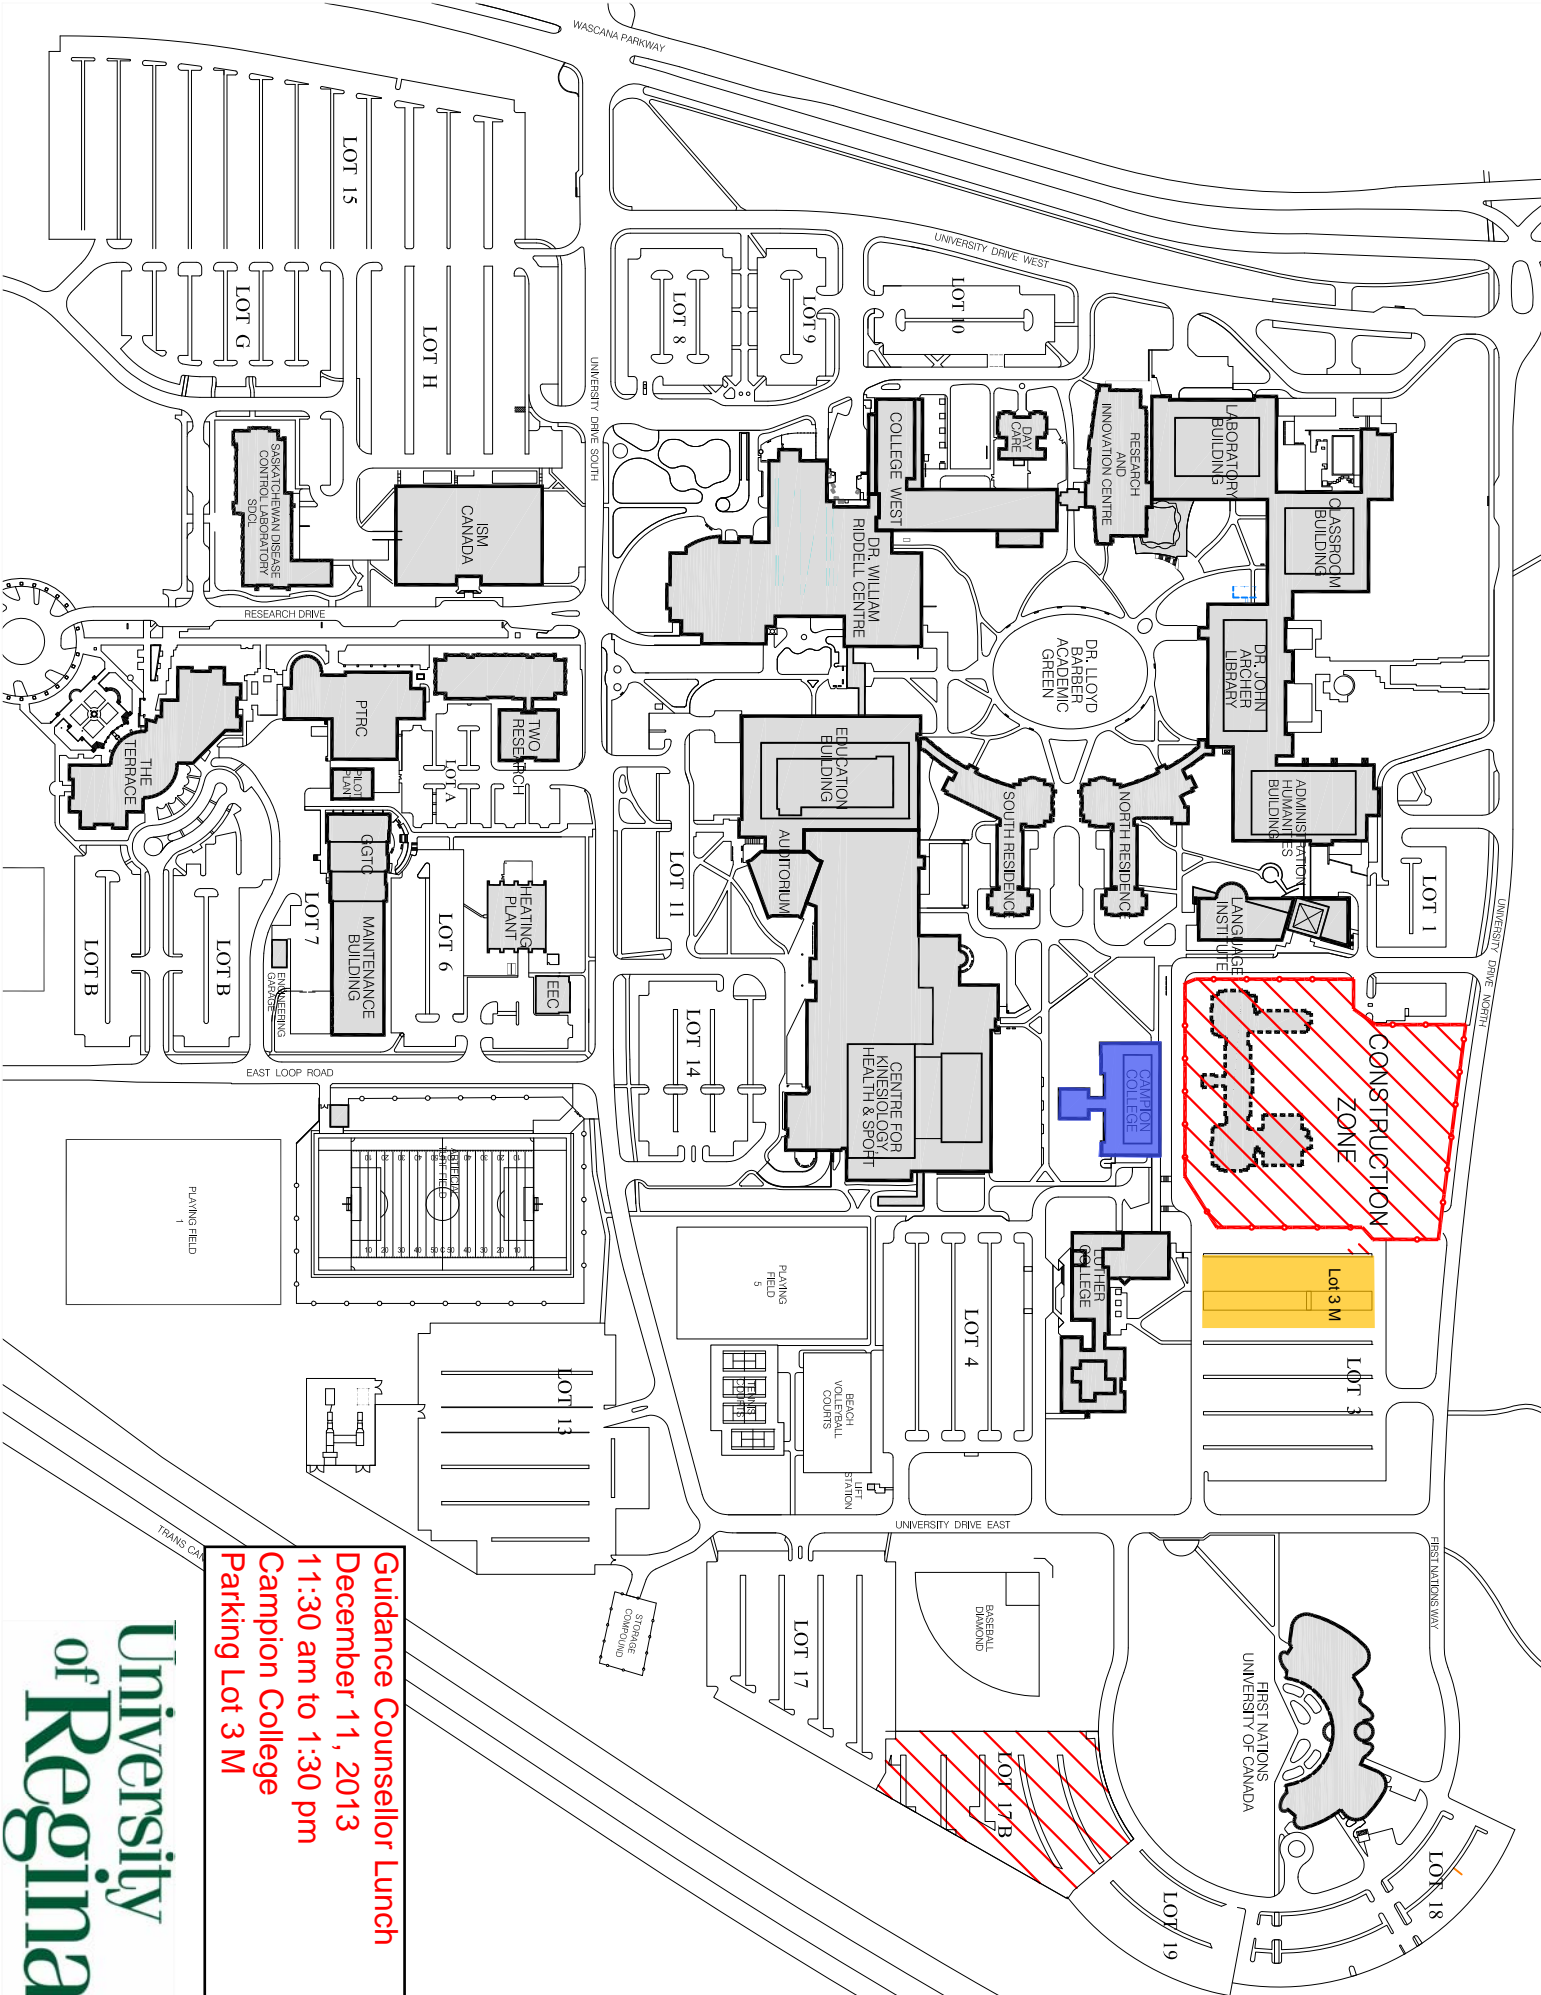 WASCANA PARKWAY
UNIVERSITY DRIVE WEST
LOT 15
LOT G
LOT H
LOT 8
LOT 9
LOT 10
UNIVERSITY DRIVE SOUTH
SASKATCHEWAN DISEASE
CONTROL LABORATORY
SDCL
ISM
CANADA
COLLEGE WEST
DAY
CARE
RESEARCH
AND
INNOVATION CENTRE
LABORATORY
BUILDING
CLASSROOM
BUILDING
DR. WILLIAM
RIDDELL CENTRE
RESEARCH DRIVE
DR. LLOYD
BARBER
ACADEMIC
GREEN
DR. JOHN
ARCHER
LIBRARY
THE
TERRACE
PTRC
PILOT
PLANT
TWO
RESEARCH
LOT A
EDUCATION
BUILDING
AUDITORIUM
SOUTH RESIDENCE
NORTH RESIDENCE
ADMINISTRATION
HUMANITIES
BUILDING
LOT 1
UNIVERSITY DRIVE NORTH
LOT B
LOT B
LOT 7
GGTC
MAINTENANCE
BUILDING
ENGINEERING
GARAGE
LOT 6
HEATING
PLANT
EEC
LOT 11
LOT 14
LANGUAGE
INSTITUTE
CONSTRUCTION
ZONE
CAMPION
COLLEGE
CENTRE FOR
KINESIOLOGY,
HEALTH & SPORT
EAST LOOP ROAD
PLAYING FIELD
1
ARTIFICIAL
TURF FIELD
PLAYING
FIELD
5
LOT 4
LUTHER
COLLEGE
Lot 3 M
LOT 3
LOT 13
TENNIS
COURTS
BEACH
VOLLEYBALL
COURTS
LIFT
STATION
UNIVERSITY DRIVE EAST
FIRST NATIONS WAY
TRANS CAN
STORAGE
COMPOUND
LOT 17
BASEBALL
DIAMOND
LOT 17B
FIRST NATIONS
UNIVERSITY OF CANADA
LOT 18
LOT 19
Guidance Counsellor Lunch
December 11, 2013
11:30 am to 1:30 pm
Campion College
Parking Lot 3 M
University
of Regina